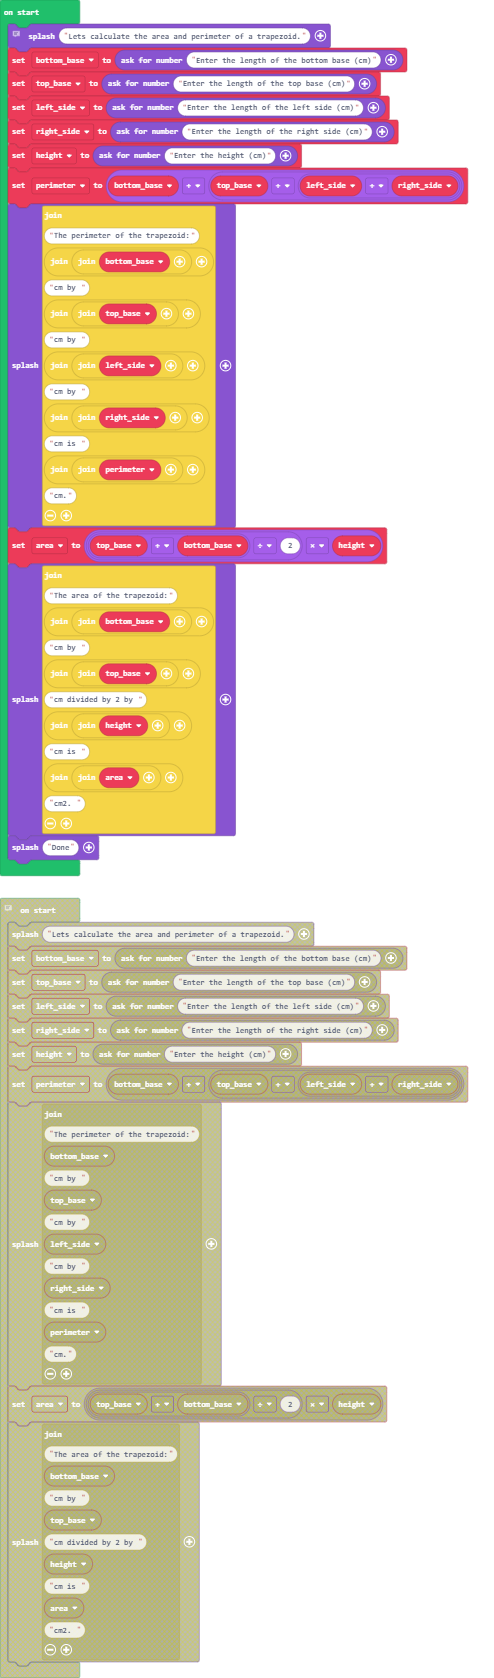 on start
splash "Lets calculate the area and perimeter of a trapezoid."
set bottom_base to ask for number "Enter the length of the bottom base (cm)"
set top_base to ask for number "Enter the length of the top base (cm)"
set left_side to ask for number "Enter the length of the left side (cm)"
set right_side to ask for number "Enter the length of the right side (cm)"
set height to ask for number "Enter the height (cm)"
set perimeter to bottom_base + top_base + left_side + right_side
join
"The perimeter of the trapezoid:"
join join bottom_base
"cm by "
join join top_base
"cm by "
splash join join left_side
"cm by "
join join right_side
"cm is "
join join perimeter
"cm."
set area to top_base + bottom_base ÷ 2 × height
join
"The area of the trapezoid:"
join join bottom_base
"cm by "
join join top_base
splash "cm divided by 2 by "
join join height
"cm is "
join join area
"cm2. "
splash "Done"
on start
splash "Lets calculate the area and perimeter of a trapezoid."
set bottom_base to ask for number "Enter the length of the bottom base (cm)"
set top_base to ask for number "Enter the length of the top base (cm)"
set left_side to ask for number "Enter the length of the left side (cm)"
set right_side to ask for number "Enter the length of the right side (cm)"
set height to ask for number "Enter the height (cm)"
set perimeter to bottom_base + top_base + left_side + right_side
join
"The perimeter of the trapezoid:"
bottom_base
"cm by "
top_base
"cm by "
splash left_side
"cm by "
right_side
"cm is "
perimeter
"cm."
set area to top_base + bottom_base ÷ 2 × height
join
"The area of the trapezoid:"
bottom_base
"cm by "
top_base
splash "cm divided by 2 by "
height
"cm is "
area
"cm2. "